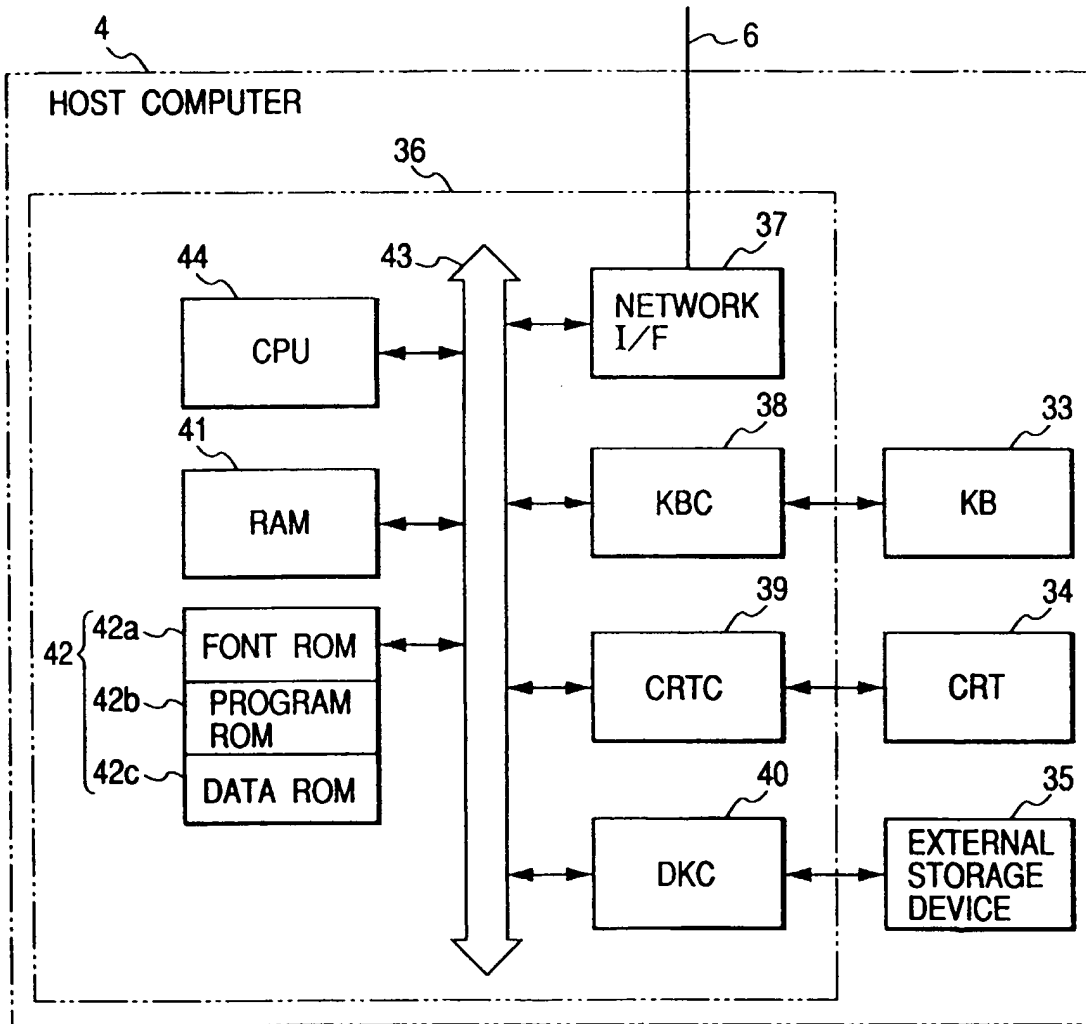 4
6
HOST COMPUTER
36
44
43
37
CPU
NETWORK
I/F
41
38
33
RAM
KBC
KB
42
42a
FONT ROM
39
34
42b
PROGRAM
ROM
CRTC
CRT
42c
DATA ROM
40
35
DKC
EXTERNAL
STORAGE
DEVICE